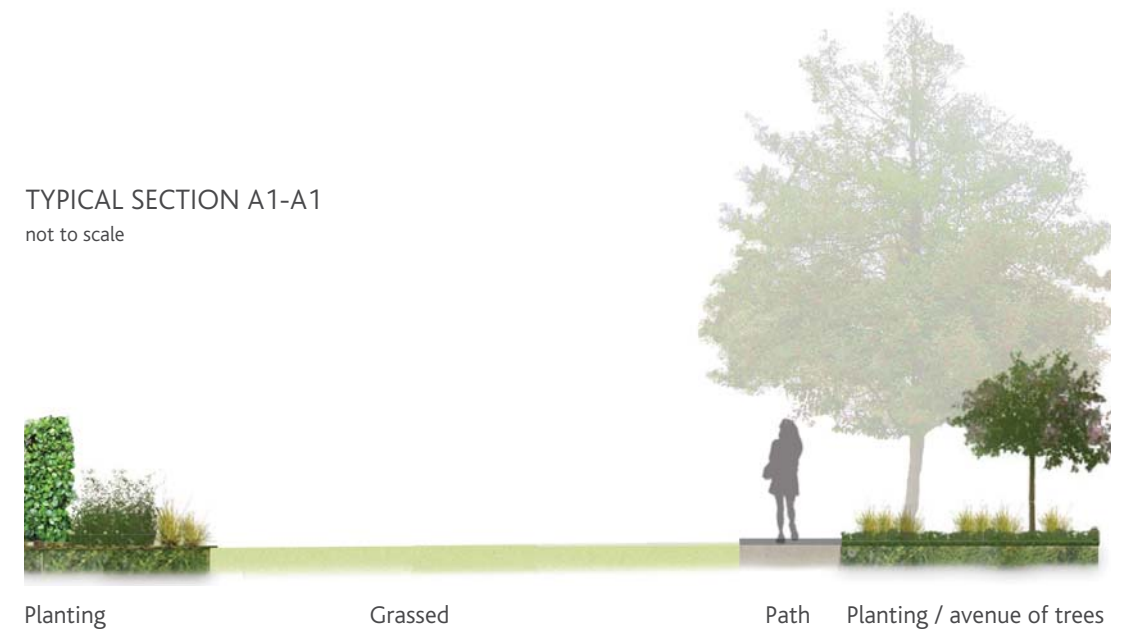 TYPICAL SECTION A1-A1
not to scale
Planting
Grassed
Path
Planting / avenue of trees